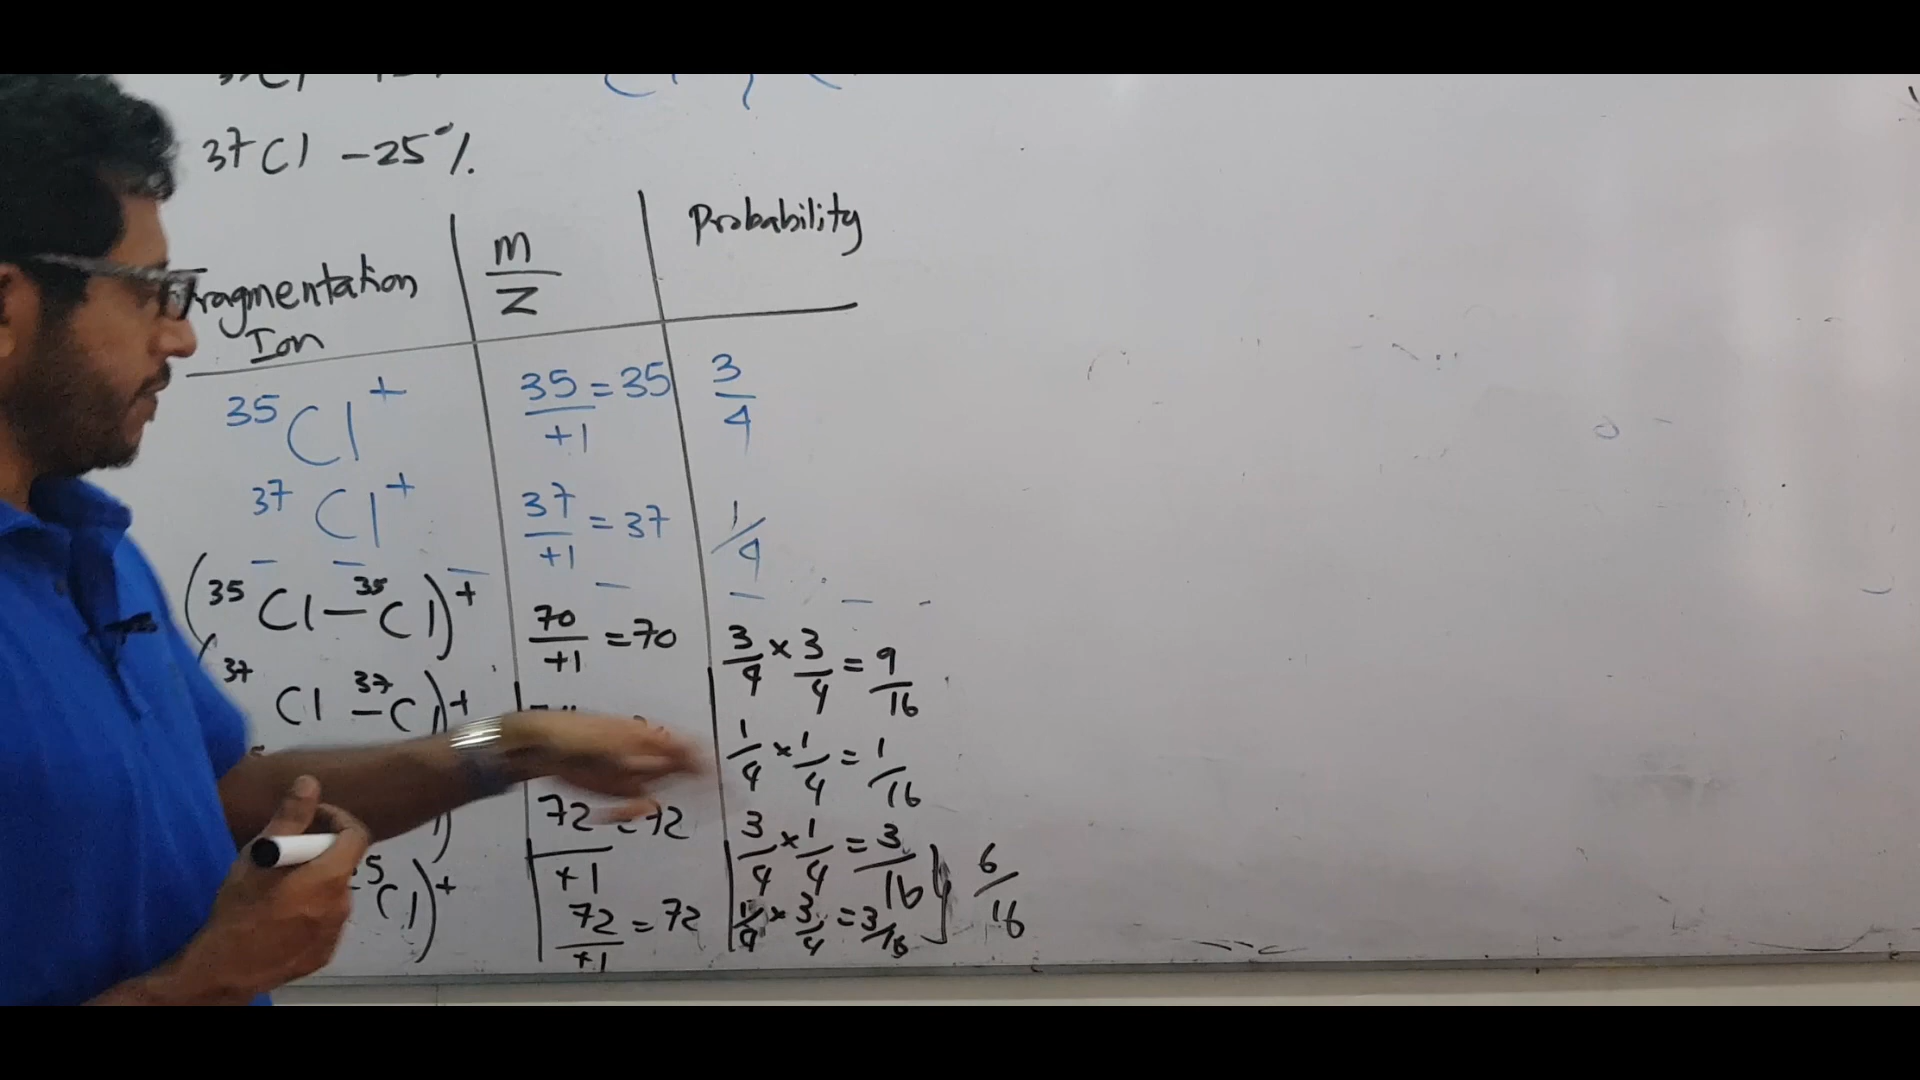 37Cl - 25%
Probability
m
Z
Fragmentation
Ion
35Cl+ 35/+1 = 35 3/4
37Cl+ 37/+1 = 37 1/4
(35Cl-35Cl)+ 70/+1 = 70 3/4 × 3/4 = 9/16
(37Cl-37Cl)+ 1/4 × 1/4 = 1/16
72/+1 = 72 3/4 × 1/4 = 3/16
Cl)+ 72/+1 = 72 1/4 × 3/4 = 3/16 } 6/16